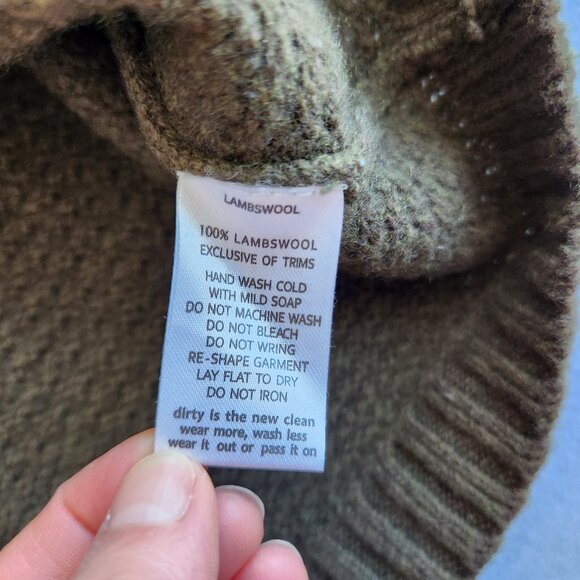 LAMBSWOOL
100% LAMBSWOOL
EXCLUSIVE OF TRIMS
HAND WASH COLD
WITH MILD SOAP
DO NOT MACHINE WASH
DO NOT BLEACH
DO NOT WRING
RE-SHAPE GARMENT
LAY FLAT TO DRY
DO NOT IRON
dirty is the new clean
wear more, wash less
wear it out or pass it on